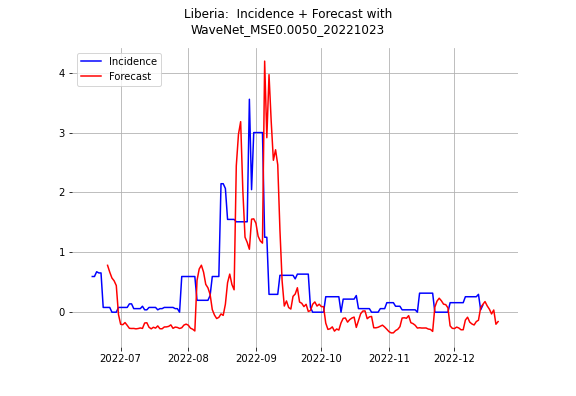 Liberia:  Incidence + Forecast with
WaveNet_MSE0.0050_20221023
Incidence
Forecast
4
3
2
1
0
2022-07
2022-08
2022-09
2022-10
2022-11
2022-12